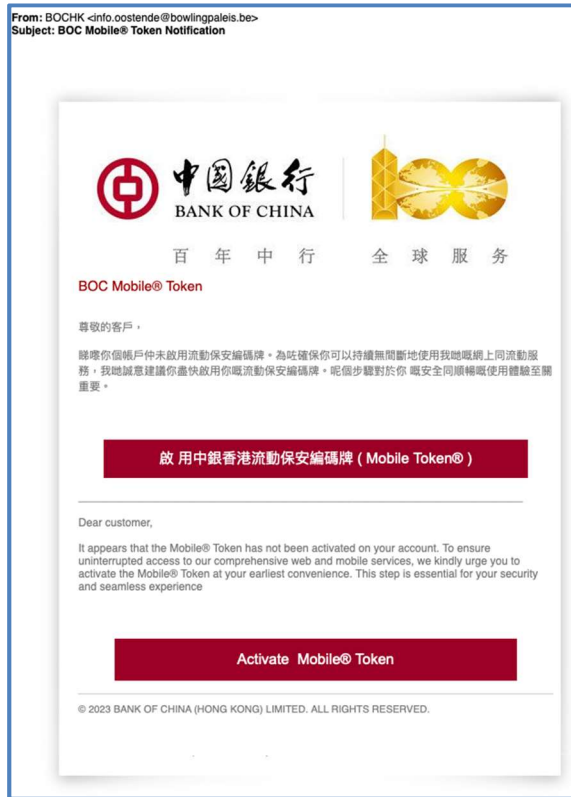 From: BOCHK <info.oostende@bowlingpaleis.be>
Subject: BOC Mobile® Token Notification
中國銀行
BANK OF CHINA
百年中行 全球服务
BOC Mobile® Token
尊敬的客戶，
睇嚟你個帳戶仲未啟用流動保安編碼牌。為咗確保你可以持續無間斷地使用我哋嘅網上同流動服
務，我哋誠意建議你盡快啟用你嘅流動保安編碼牌。呢個步驟對於你 嘅安全同順暢嘅使用體驗至關
重要。
啟 用中銀香港流動保安編碼牌 ( Mobile Token® )
Dear customer,
It appears that the Mobile® Token has not been activated on your account. To ensure
uninterrupted access to our comprehensive web and mobile services, we kindly urge you to
activate the Mobile® Token at your earliest convenience. This step is essential for your security
and seamless experience
Activate  Mobile® Token
© 2023 BANK OF CHINA (HONG KONG) LIMITED. ALL RIGHTS RESERVED.